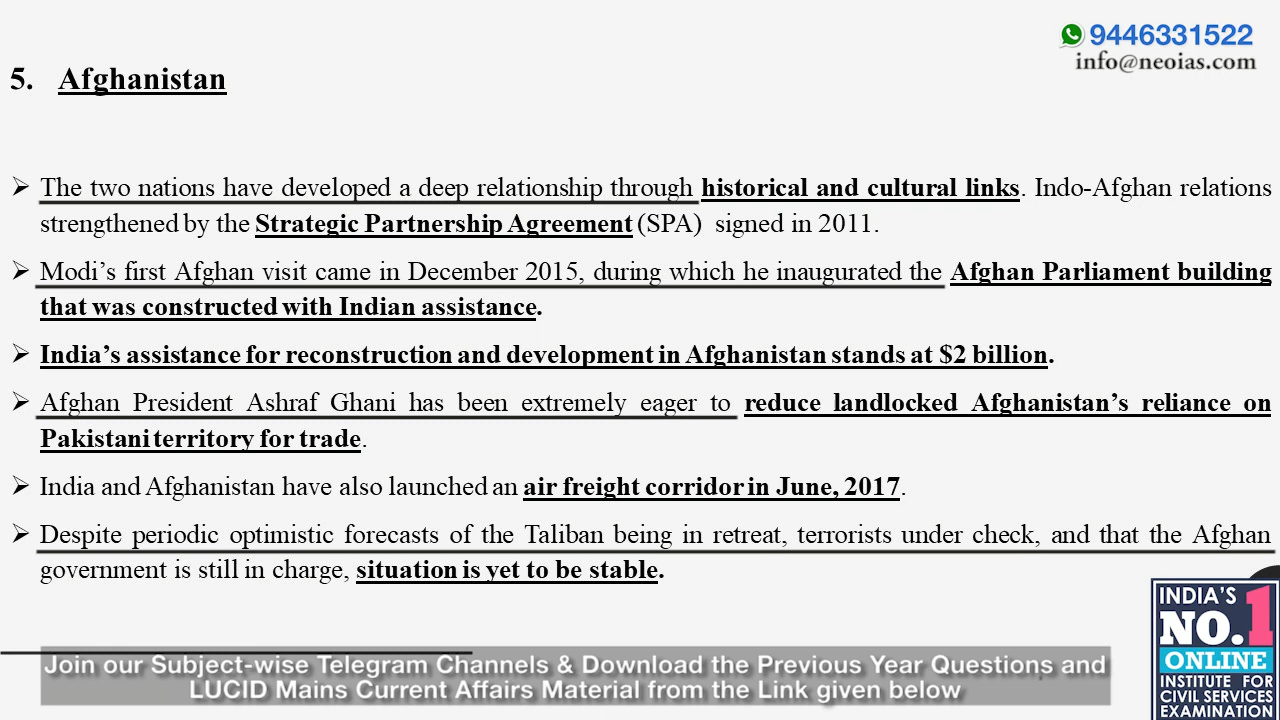 9446331522
info@neoias.com
5. Afghanistan
➢ The two nations have developed a deep relationship through historical and cultural links. Indo-Afghan relations
strengthened by the Strategic Partnership Agreement (SPA) signed in 2011.
➢ Modi’s first Afghan visit came in December 2015, during which he inaugurated the Afghan Parliament building
that was constructed with Indian assistance.
➢ India’s assistance for reconstruction and development in Afghanistan stands at $2 billion.
➢ Afghan President Ashraf Ghani has been extremely eager to reduce landlocked Afghanistan’s reliance on
Pakistani territory for trade.
➢ India and Afghanistan have also launched an air freight corridor in June, 2017.
➢ Despite periodic optimistic forecasts of the Taliban being in retreat, terrorists under check, and that the Afghan
government is still in charge, situation is yet to be stable.
Join our Subject-wise Telegram Channels & Download the Previous Year Questions and
LUCID Mains Current Affairs Material from the Link given below
INDIA'S
NO.1
ONLINE
INSTITUTE FOR
CIVIL SERVICES
EXAMINATION